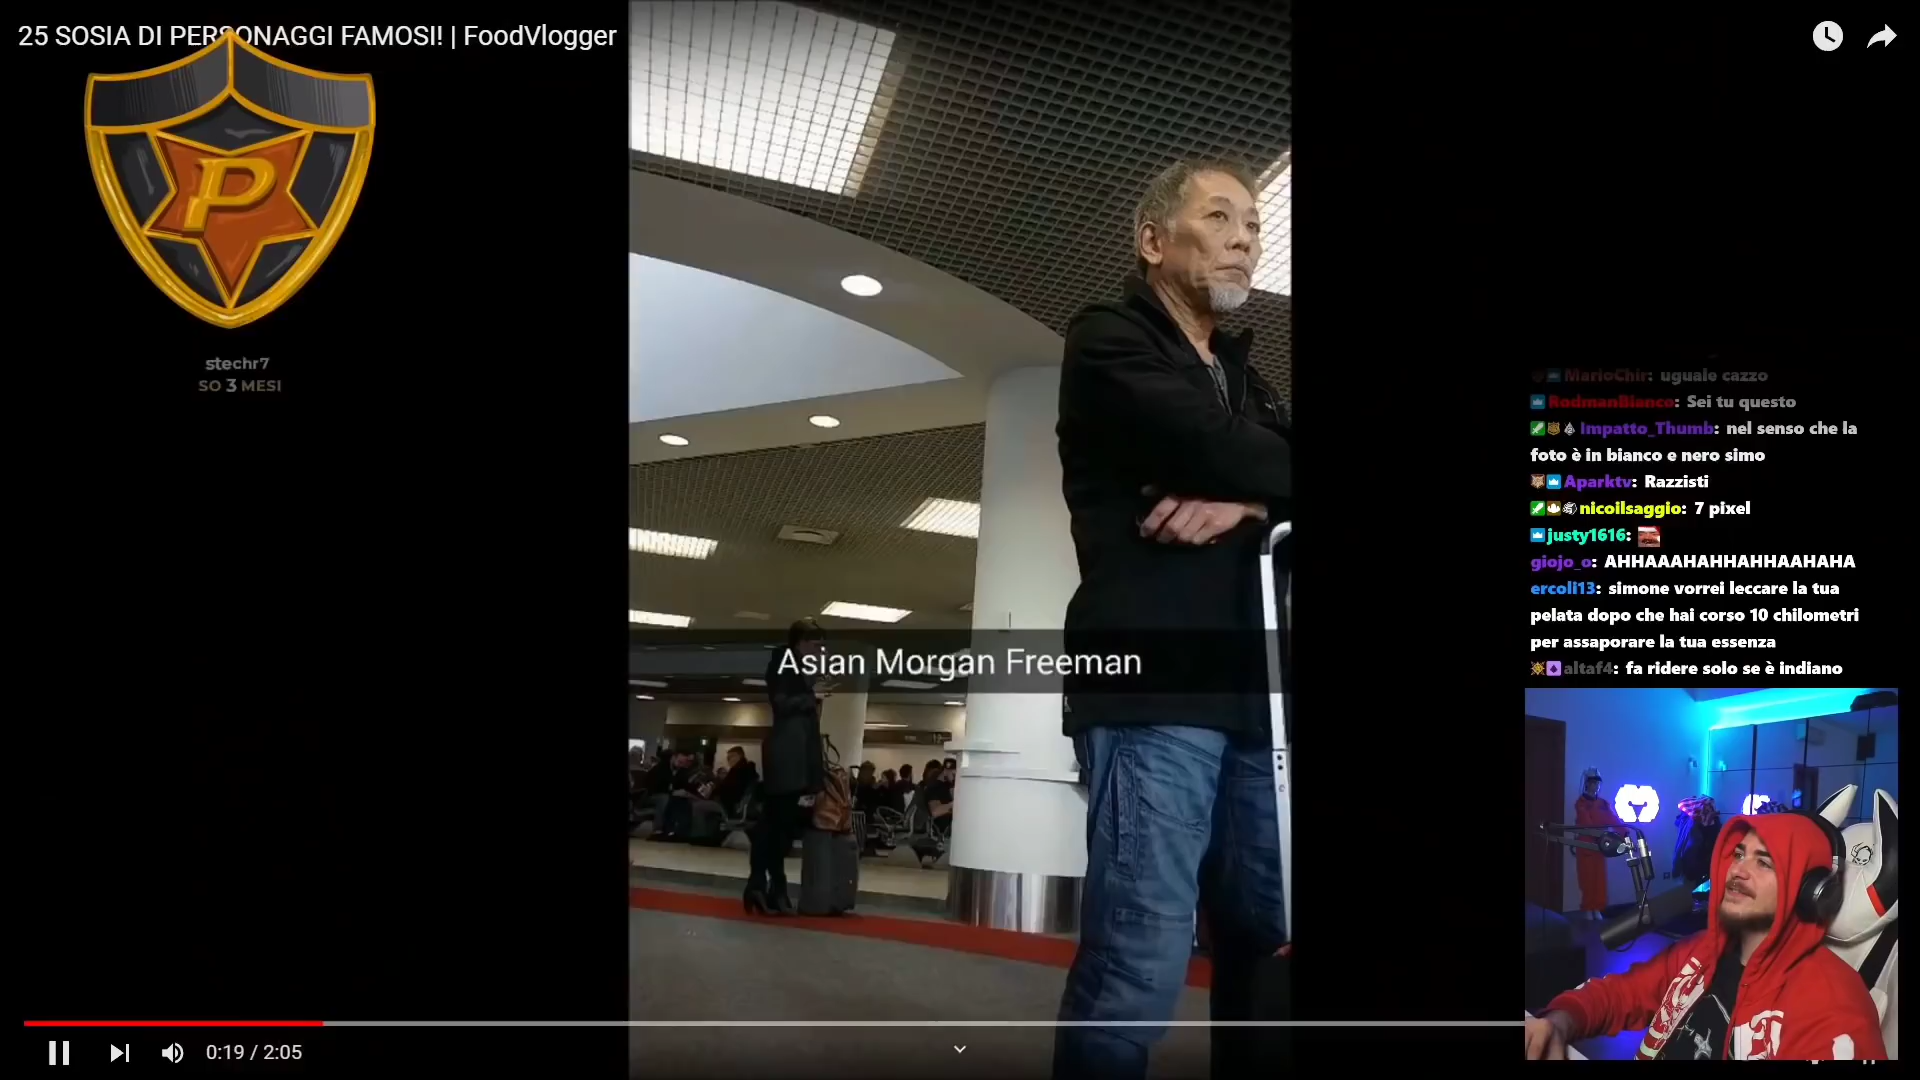 25 SOSIA DI PERSONAGGI FAMOSI! | FoodVlogger
P
stechr7
SO 3 MESI
Asian Morgan Freeman
MarioChir: uguale cazzo
RodmanBianco: Sei tu questo
Impatto_Thumb: nel senso che la
foto è in bianco e nero simo
Aparktv: Razzisti
nicoilsaggio: 7 pixel
justy1616:
giojo_o: AHHAAAHAHHAHHAAHAHA
ercoli13: simone vorrei leccare la tua
pelata dopo che hai corso 10 chilometri
per assaporare la tua essenza
altaf4: fa ridere solo se è indiano
0:19 / 2:05